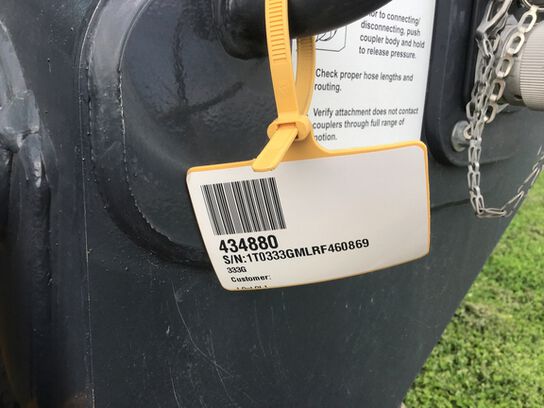 prior to connecting/
disconnecting, push
coupler body and hold
to release pressure.
Check proper hose lengths and
routing.
Verify attachment does not contact
couplers through full range of
motion.
434880
S/N:1T0333GMLRF460869
333G
Customer: